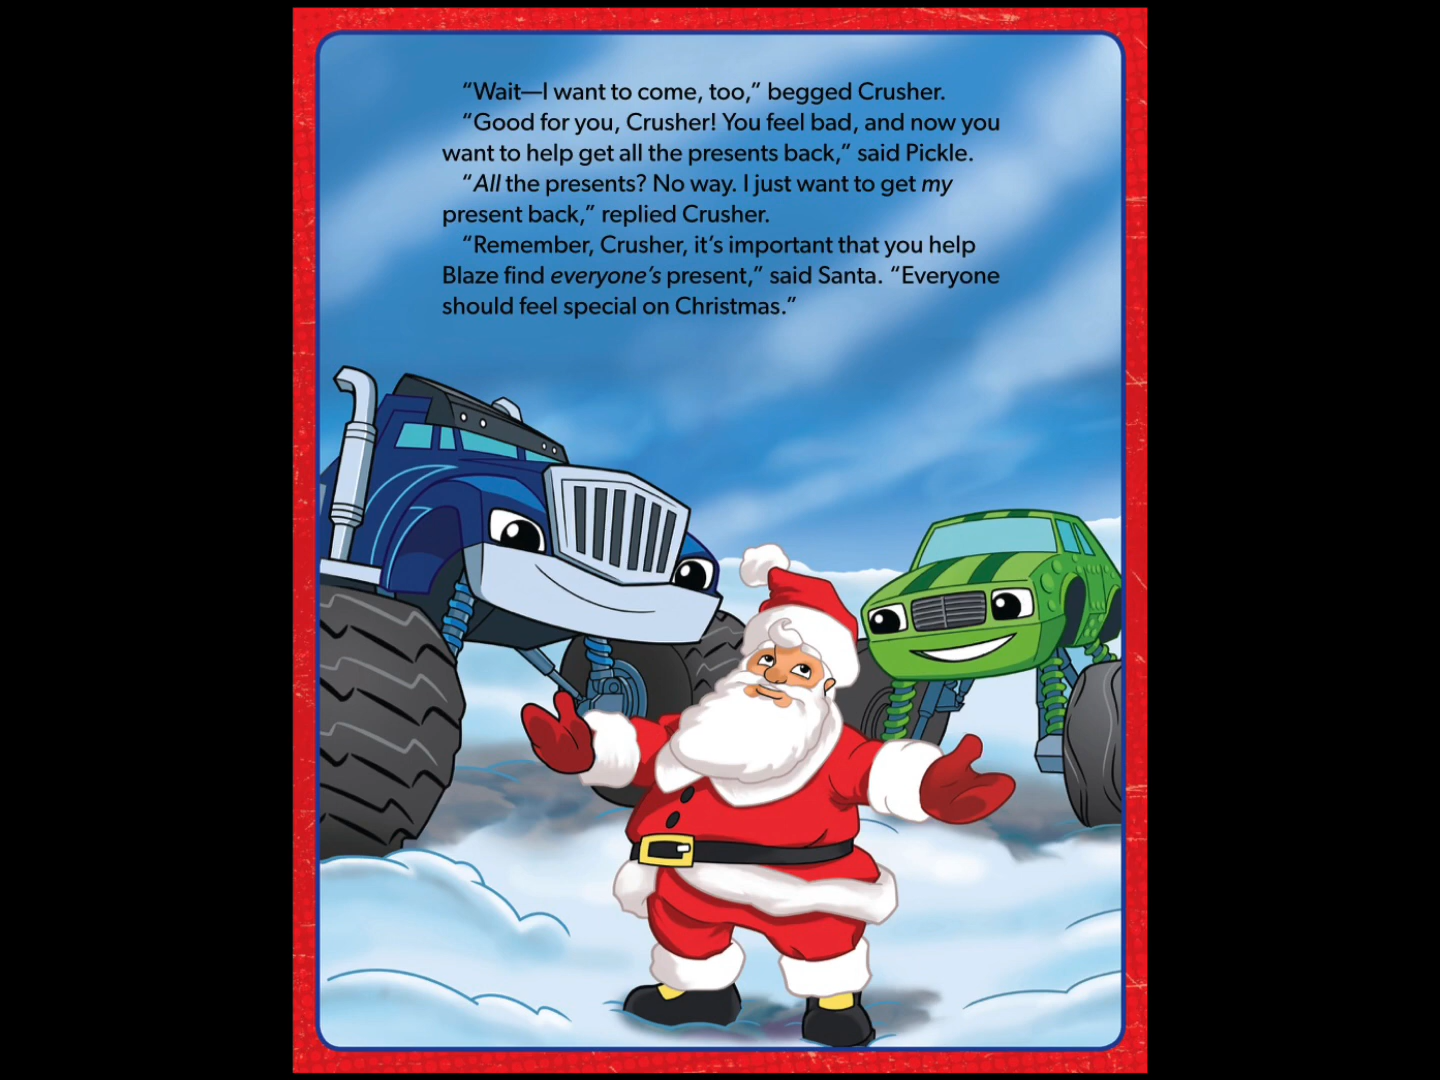 “Wait—I want to come, too,” begged Crusher.
“Good for you, Crusher! You feel bad, and now you
want to help get all the presents back,” said Pickle.
“All the presents? No way. I just want to get my
present back,” replied Crusher.
“Remember, Crusher, it’s important that you help
Blaze find everyone’s present,” said Santa. “Everyone
should feel special on Christmas.”